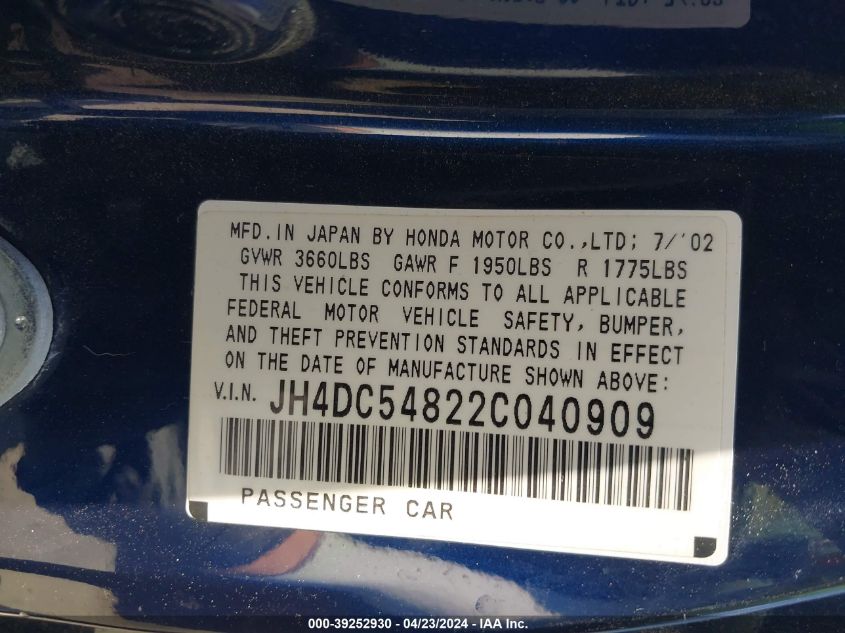 MFD.IN JAPAN BY HONDA MOTOR CO.,LTD; 7/'02
GVWR 3660LBS GAWR F 1950LBS R 1775LBS
THIS VEHICLE CONFORMS TO ALL APPLICABLE
FEDERAL MOTOR VEHICLE SAFETY, BUMPER,
AND THEFT PREVENTION STANDARDS IN EFFECT
ON THE DATE OF MANUFACTURE SHOWN ABOVE:
V.I.N. JH4DC54822C040909
PASSENGER CAR
000-39252930 - 04/23/2024 - IAA Inc.